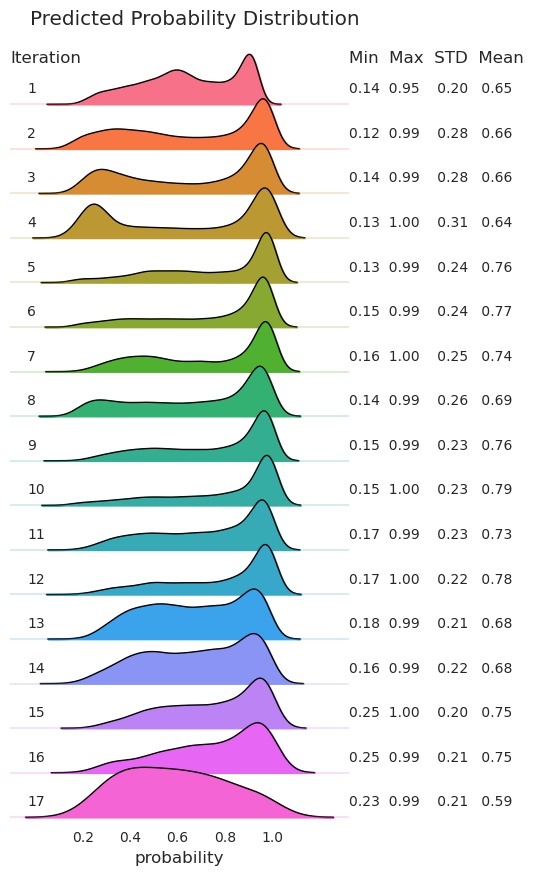 Predicted Probability Distribution
Iteration Min Max STD Mean
1 0.14 0.95 0.20 0.65
2 0.12 0.99 0.28 0.66
3 0.14 0.99 0.28 0.66
4 0.13 1.00 0.31 0.64
5 0.13 0.99 0.24 0.76
6 0.15 0.99 0.24 0.77
7 0.16 1.00 0.25 0.74
8 0.14 0.99 0.26 0.69
9 0.15 0.99 0.23 0.76
10 0.15 1.00 0.23 0.79
11 0.17 0.99 0.23 0.73
12 0.17 1.00 0.22 0.78
13 0.18 0.99 0.21 0.68
14 0.16 0.99 0.22 0.68
15 0.25 1.00 0.20 0.75
16 0.25 0.99 0.21 0.75
17 0.23 0.99 0.21 0.59
0.2 0.4 0.6 0.8 1.0
probability